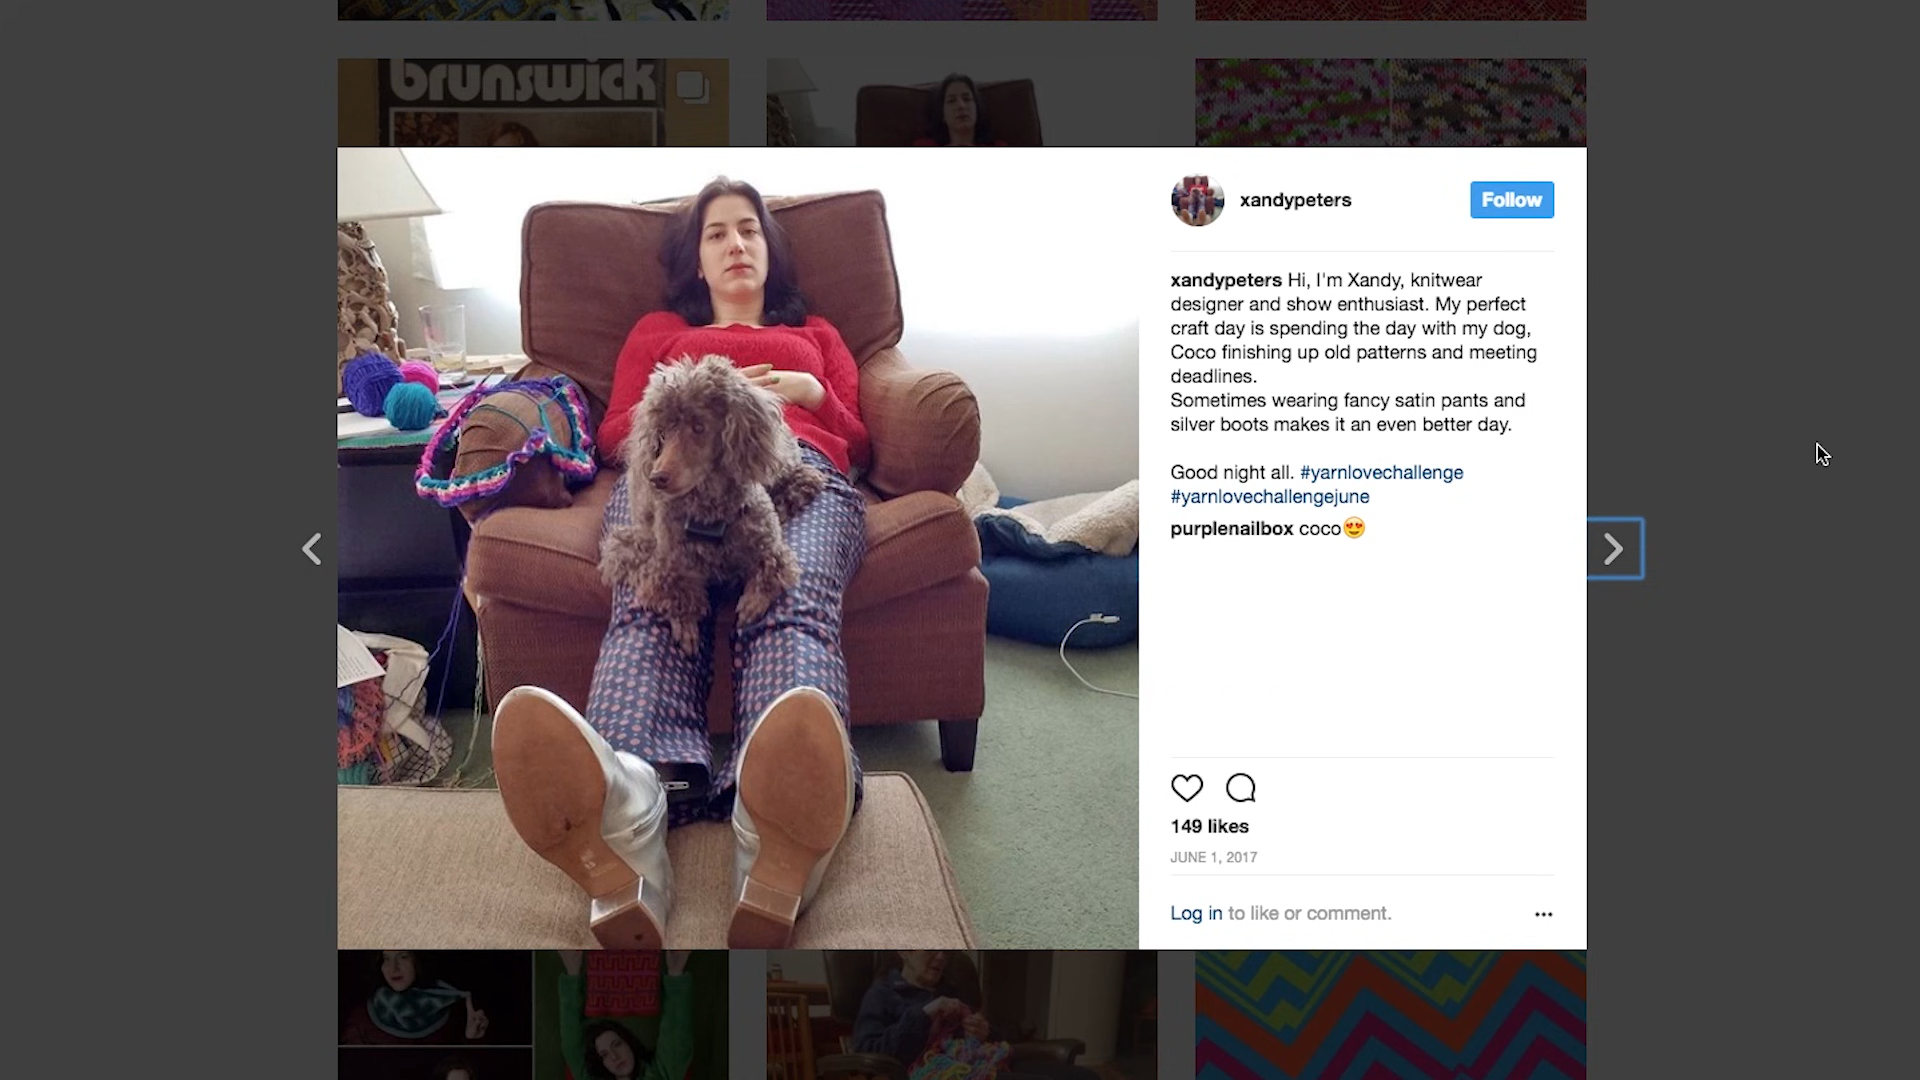 brunswick
xandypeters
Follow
xandypeters Hi, I'm Xandy, knitwear
designer and show enthusiast. My perfect
craft day is spending the day with my dog,
Coco finishing up old patterns and meeting
deadlines.
Sometimes wearing fancy satin pants and
silver boots makes it an even better day.
Good night all. #yarnlovechallenge
#yarnlovechallengejune
purplenailbox coco😍
149 likes
JUNE 1, 2017
Log in to like or comment.